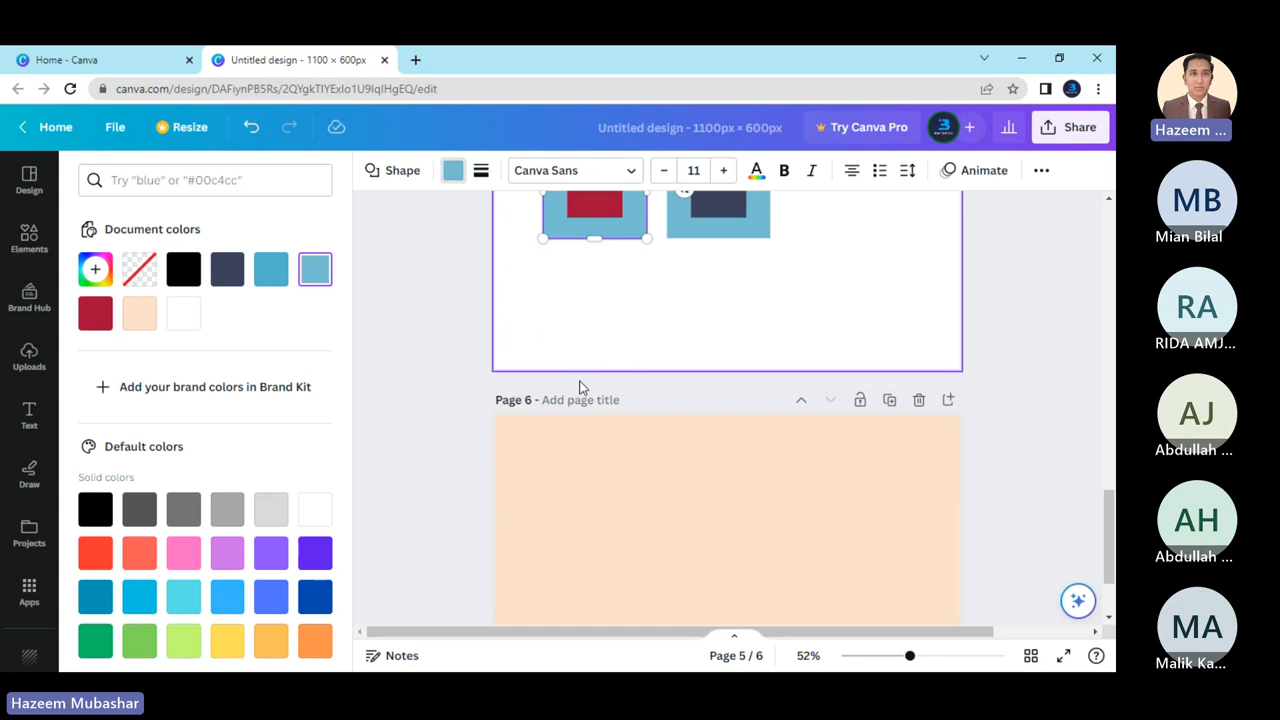 Home - Canva
Untitled design - 1100 × 600px
canva.com/design/DAFiynPB5Rs/2QYgkTlYExIo1U9lqIHgEQ/edit
Home
File
Resize
Untitled design - 1100px × 600px
Try Canva Pro
Share
Design
Elements
Brand Hub
Uploads
Text
Draw
Projects
Apps
Try "blue" or "#00c4cc"
Document colors
Add your brand colors in Brand Kit
Default colors
Solid colors
Shape
Canva Sans
11
A
B
I
Animate
Page 6 - Add page title
Notes
Page 5 / 6
52%
Hazeem ...
MB
Mian Bilal
RA
RIDA AMJ...
AJ
Abdullah ...
AH
Abdullah ...
MA
Malik Ka...
Hazeem Mubashar